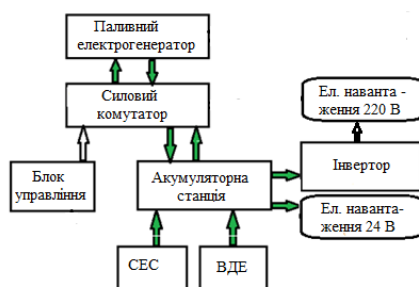 Паливний
електрогенератор
Силовий
комутатор
Ел. наванта -
ження 220 В
Блок
управління
Акумуляторна
станція
Інвертор
Ел. наванта-
ження 24 В
СЕС
ВДЕ